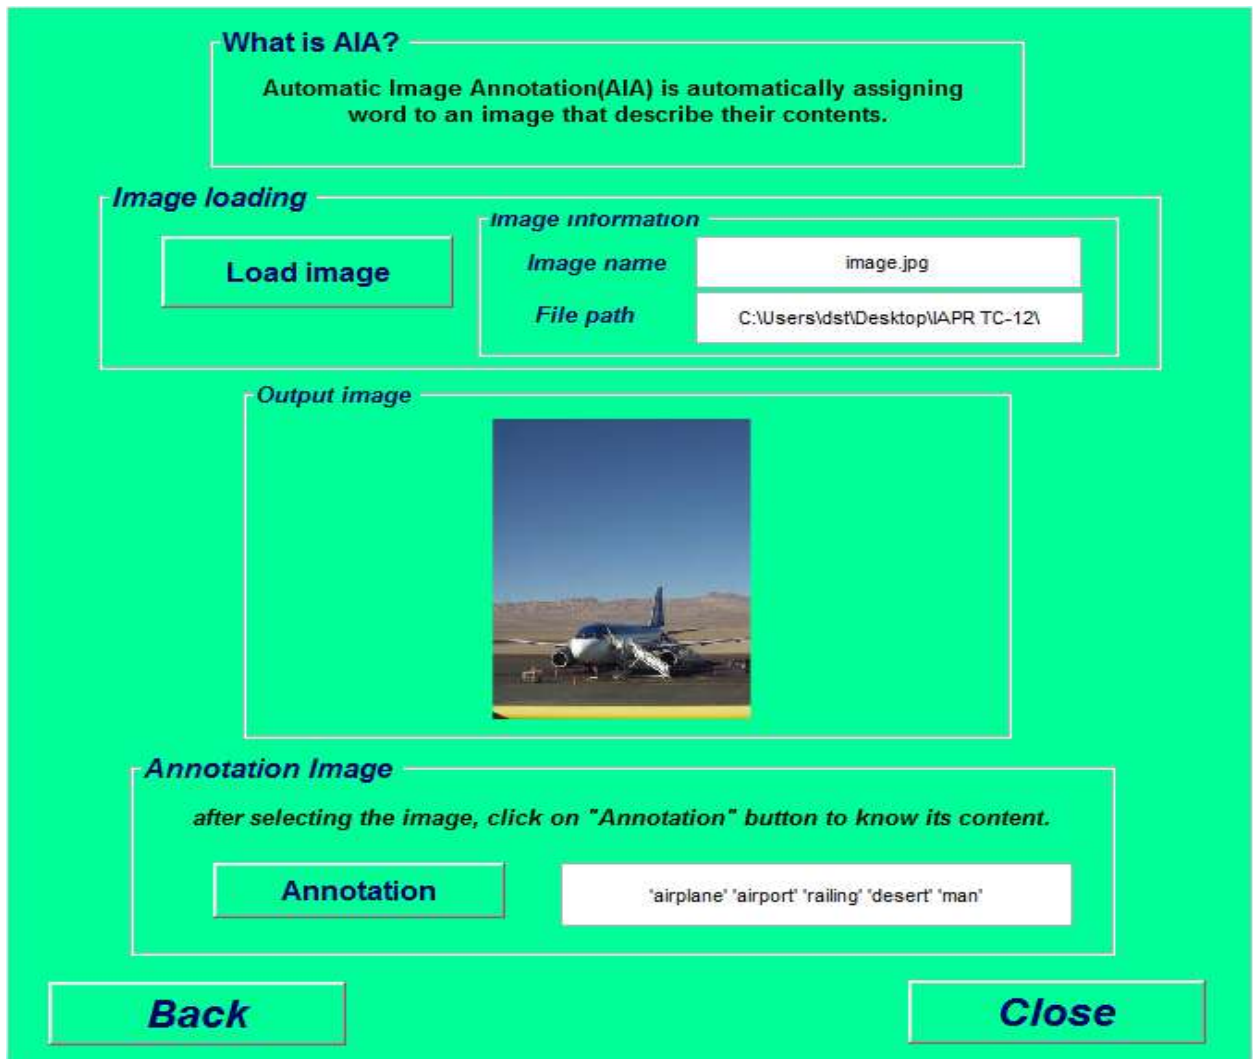 What is AIA?
Automatic Image Annotation(AIA) is automatically assigning
word to an image that describe their contents.
Image loading
Load image
Image information
Image name
image.jpg
File path
C:\Users\dst\Desktop\IAPR TC-12\
Output image
Annotation Image
after selecting the image, click on "Annotation" button to know its content.
Annotation
'airplane' 'airport' 'railing' 'desert' 'man'
Back
Close